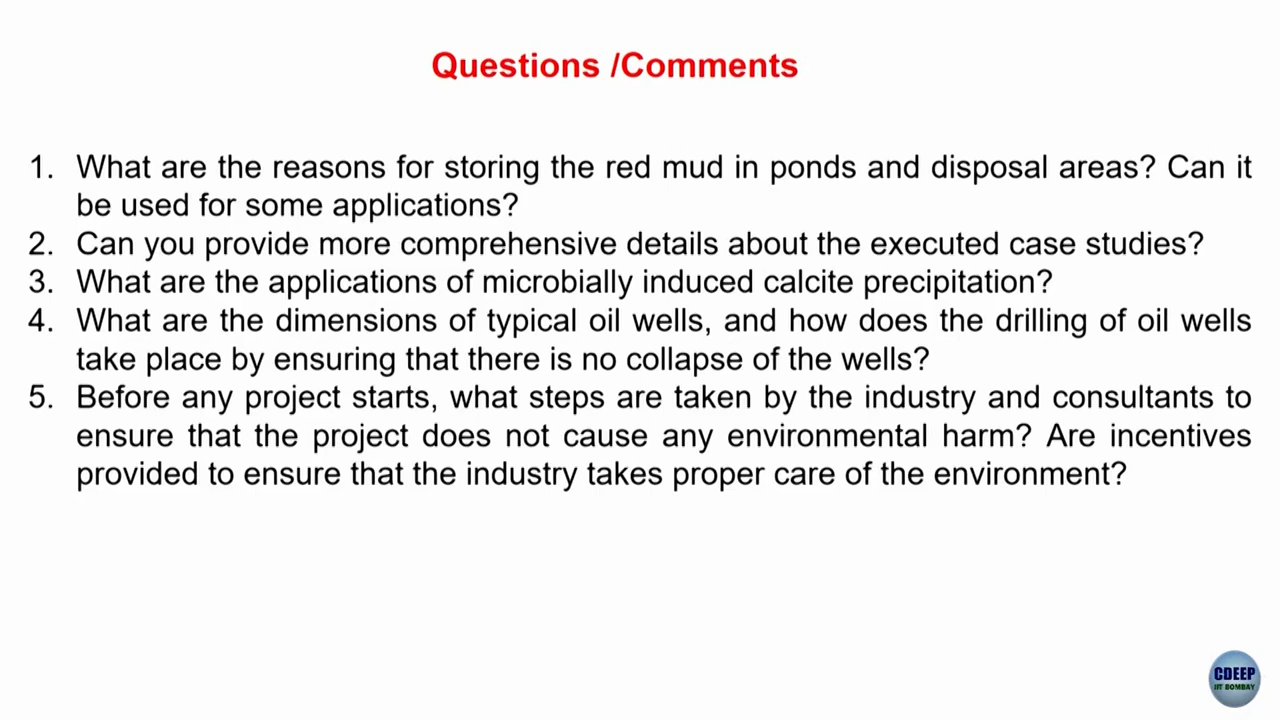 Questions /Comments
1. What are the reasons for storing the red mud in ponds and disposal areas? Can it
be used for some applications?
2. Can you provide more comprehensive details about the executed case studies?
3. What are the applications of microbially induced calcite precipitation?
4. What are the dimensions of typical oil wells, and how does the drilling of oil wells
take place by ensuring that there is no collapse of the wells?
5. Before any project starts, what steps are taken by the industry and consultants to
ensure that the project does not cause any environmental harm? Are incentives
provided to ensure that the industry takes proper care of the environment?
CDEEP
IIT BOMBAY